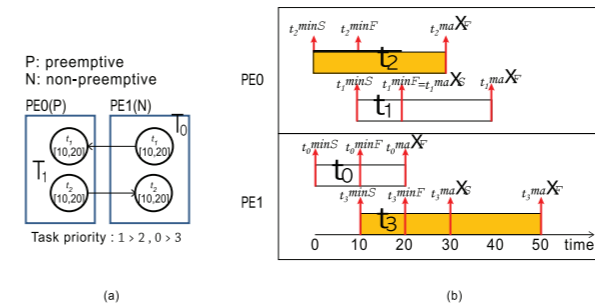 P: preemptive
N: non-preemptive
PE0(P) PE1(N)
T0
T1
t1
[10,20]
t1
[10,20]
t2
[10,20]
t2
[10,20]
Task priority : 1 > 2 , 0 > 3
(a)
PE0
t2minS t2minF t2maxF
t2
t1minS t1minF=t1maxS t1maxF
t1
PE1
t0minS t0minF t0maxF
t0
t3minS t3minF t3maxS t3maxF
t3
0 10 20 30 40 50 time
(b)